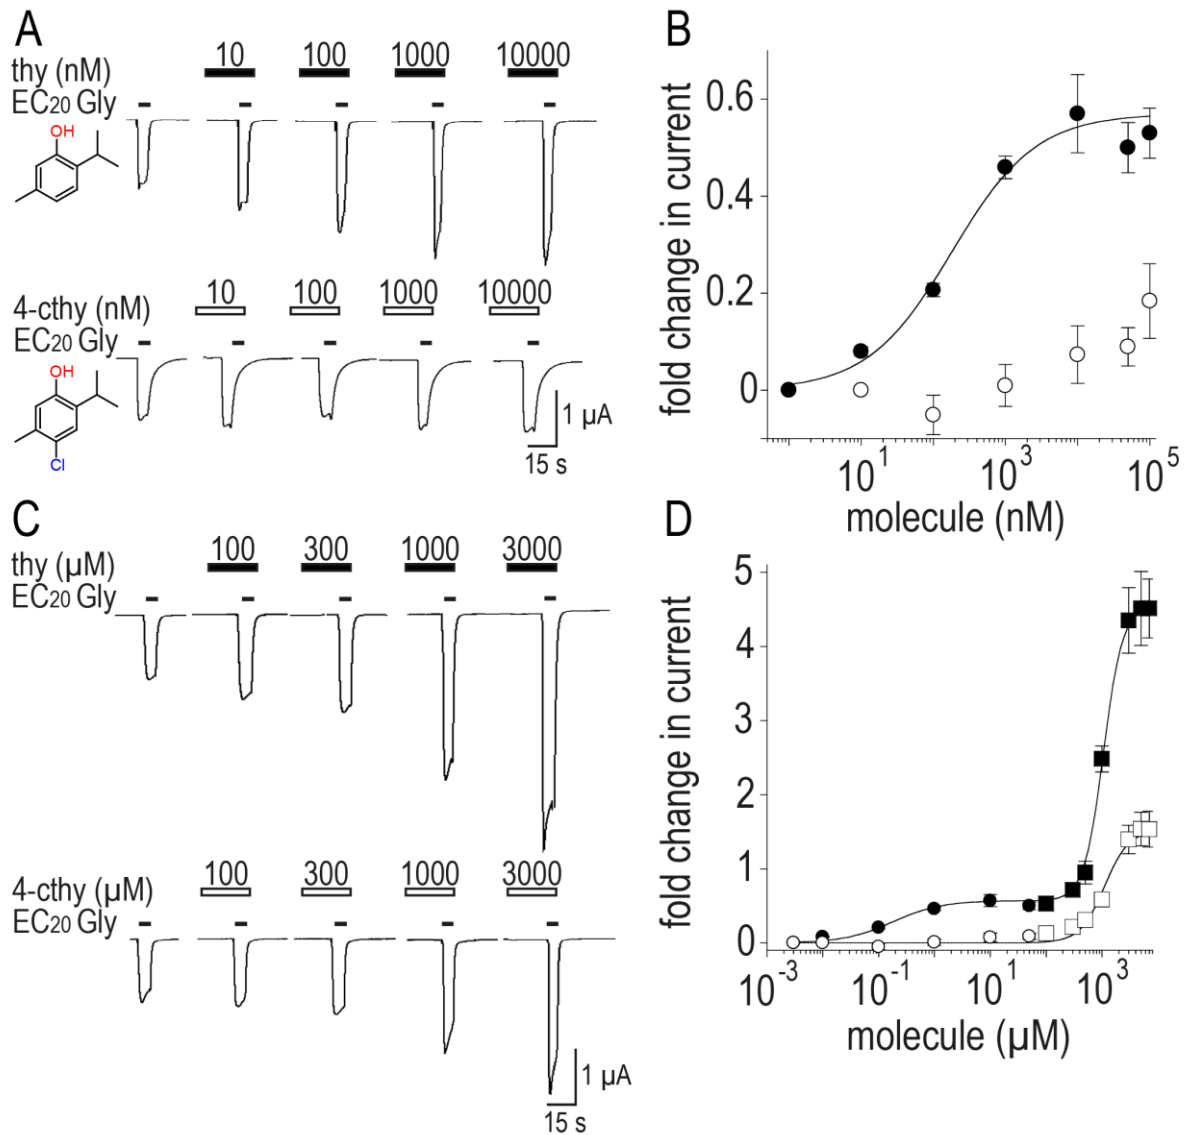 A
thy (nM) 10 100 1000 10000
EC20 Gly
OH
4-cthy (nM) 10 100 1000 10000
EC20 Gly
OH
Cl
1 µA
15 s
B
fold change in current
0.6
0.4
0.2
0
10^1 10^3 10^5
molecule (nM)
C
thy (µM) 100 300 1000 3000
EC20 Gly
4-cthy (µM) 100 300 1000 3000
EC20 Gly
1 µA
15 s
D
fold change in current
5
4
3
2
1
0
10^-3 10^-1 10^1 10^3
molecule (µM)